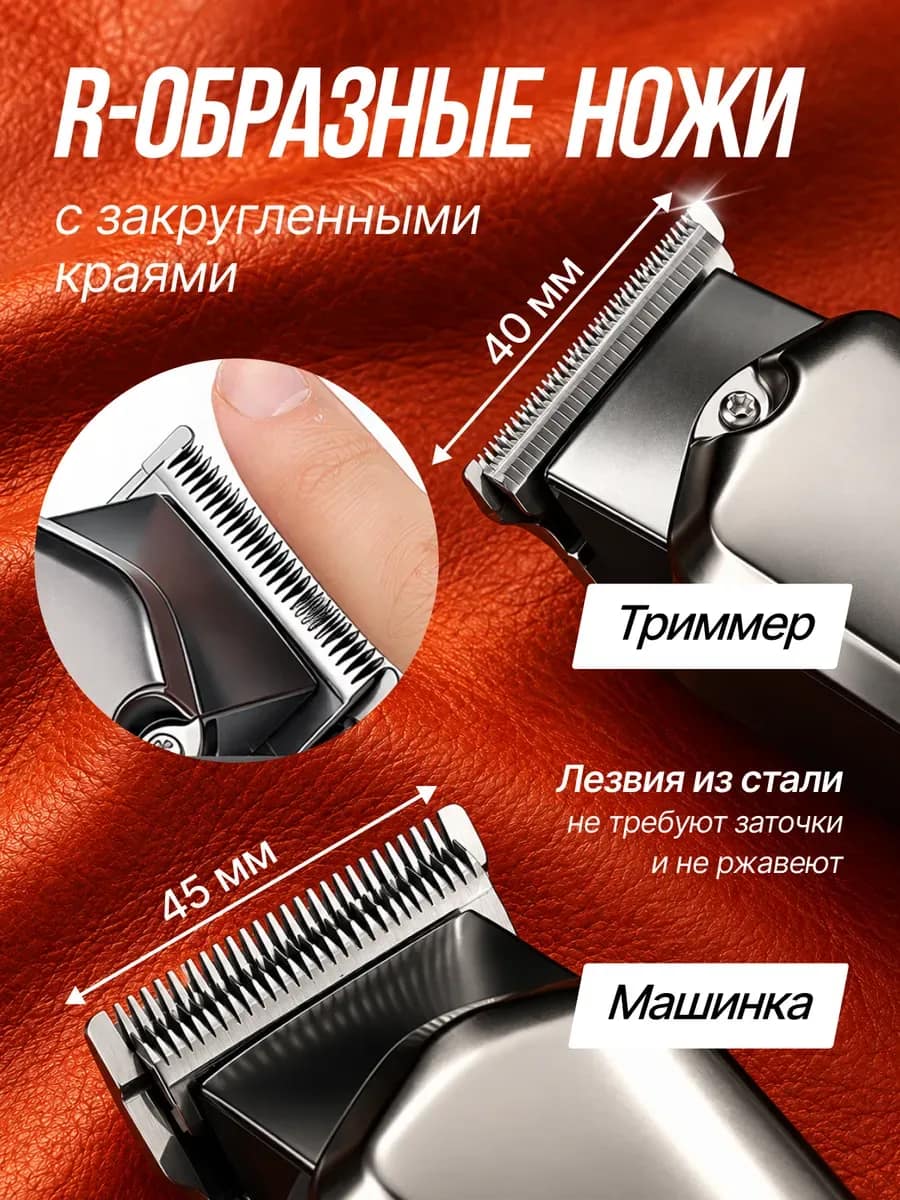 R-ОБРАЗНЫЕ НОЖИ
с закругленными
краями
40 мм
Триммер
Лезвия из стали
не требуют заточки
и не ржавеют
45 мм
Машинка